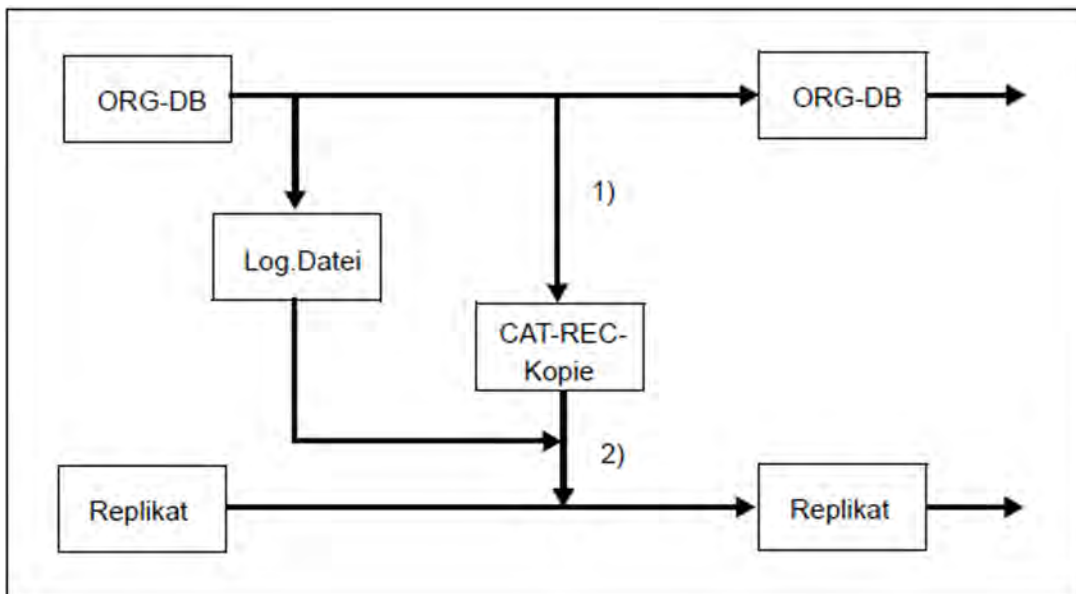 ORG-DB
ORG-DB
1)
Log.Datei
CAT-REC-
Kopie
2)
Replikat
Replikat